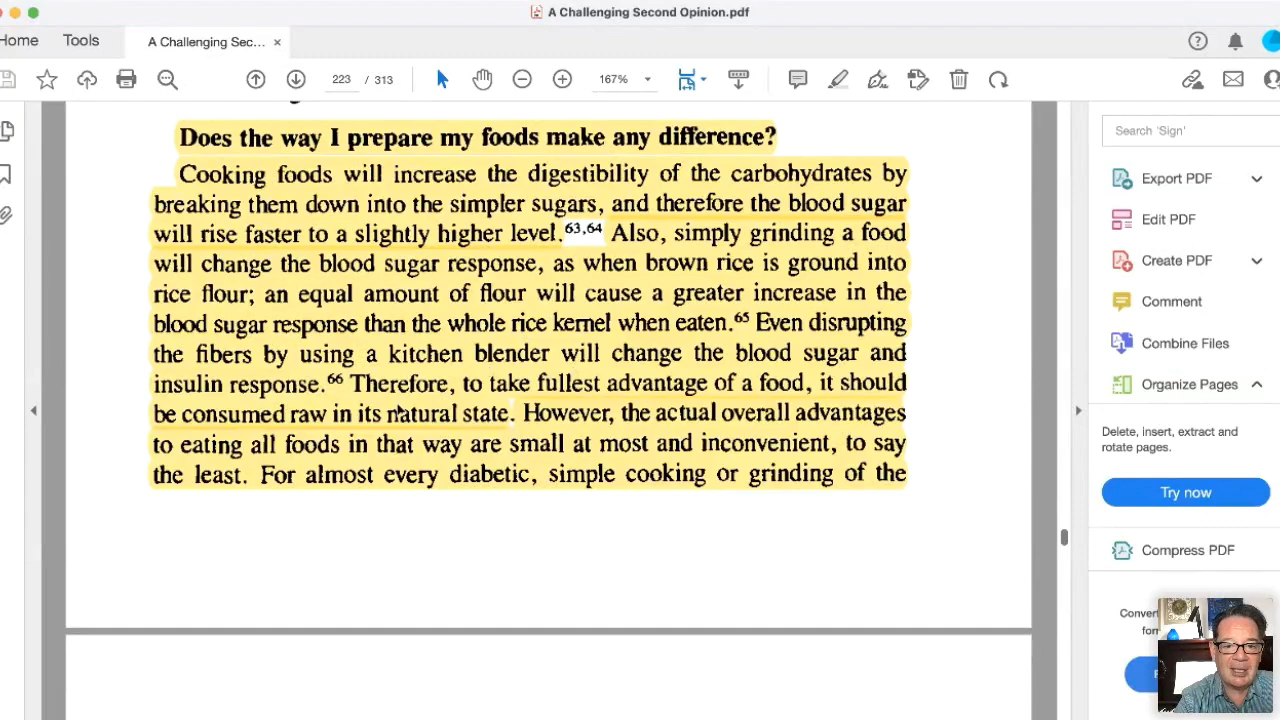 A Challenging Second Opinion.pdf
Home
Tools
A Challenging Sec...
223 / 313
167%
Search 'Sign'
Does the way I prepare my foods make any difference?
Cooking foods will increase the digestibility of the carbohydrates by
breaking them down into the simpler sugars, and therefore the blood sugar
will rise faster to a slightly higher level.63,64 Also, simply grinding a food
will change the blood sugar response, as when brown rice is ground into
rice flour; an equal amount of flour will cause a greater increase in the
blood sugar response than the whole rice kernel when eaten.65 Even disrupting
the fibers by using a kitchen blender will change the blood sugar and
insulin response.66 Therefore, to take fullest advantage of a food, it should
be consumed raw in its natural state. However, the actual overall advantages
to eating all foods in that way are small at most and inconvenient, to say
the least. For almost every diabetic, simple cooking or grinding of the
Export PDF
Edit PDF
Create PDF
Comment
Combine Files
Organize Pages
Delete, insert, extract and
rotate pages.
Try now
Compress PDF